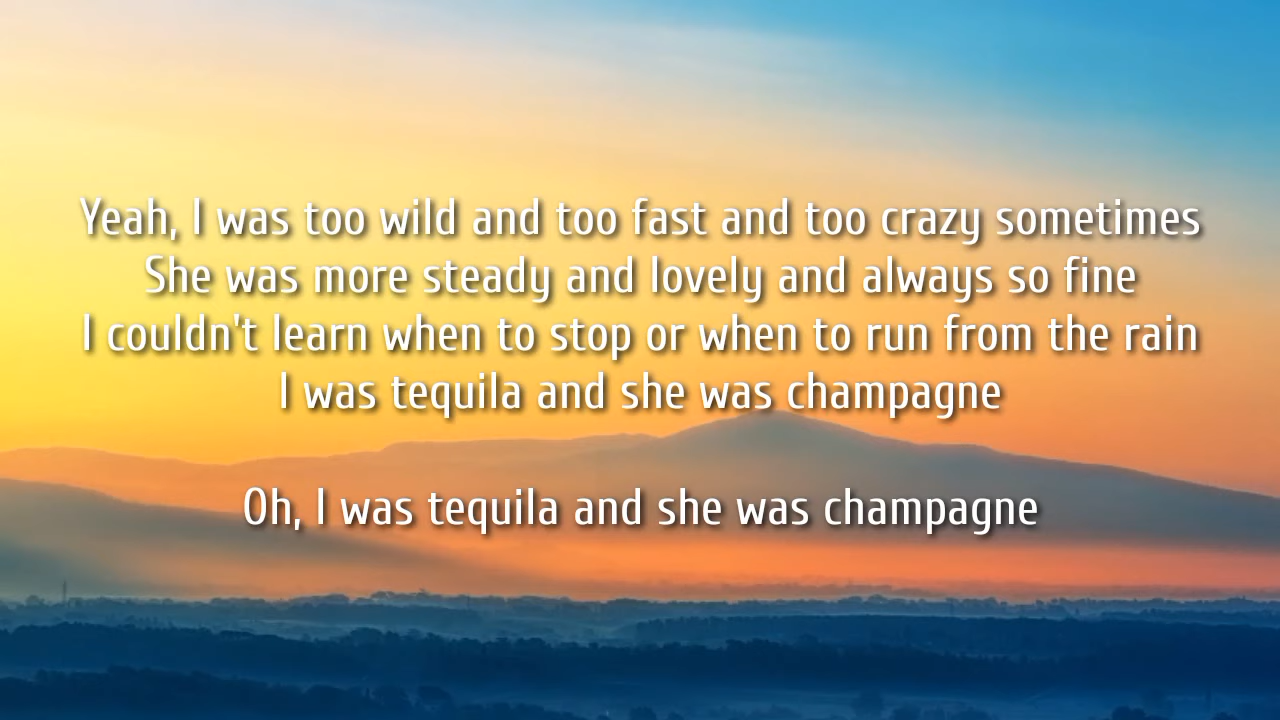 Yeah, I was too wild and too fast and too crazy sometimes
She was more steady and lovely and always so fine
I couldn't learn when to stop or when to run from the rain
I was tequila and she was champagne
Oh, I was tequila and she was champagne